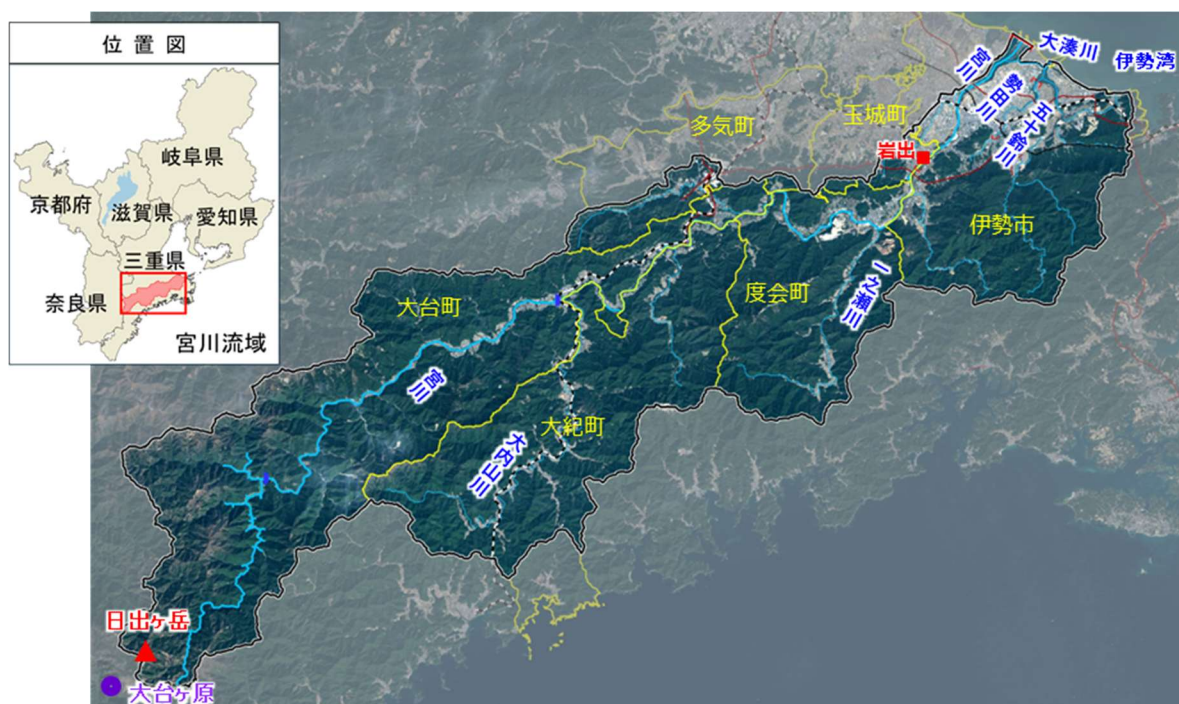 位置図
岐阜県
京都府
滋賀県
愛知県
三重県
奈良県
宮川流域
大湊川
伊勢湾
宮川
勢田川
五十鈴川
多気町
玉城町
岩出
伊勢市
度会町
一之瀬川
大台町
宮川
大紀町
大内山川
日出ヶ岳
大台ヶ原